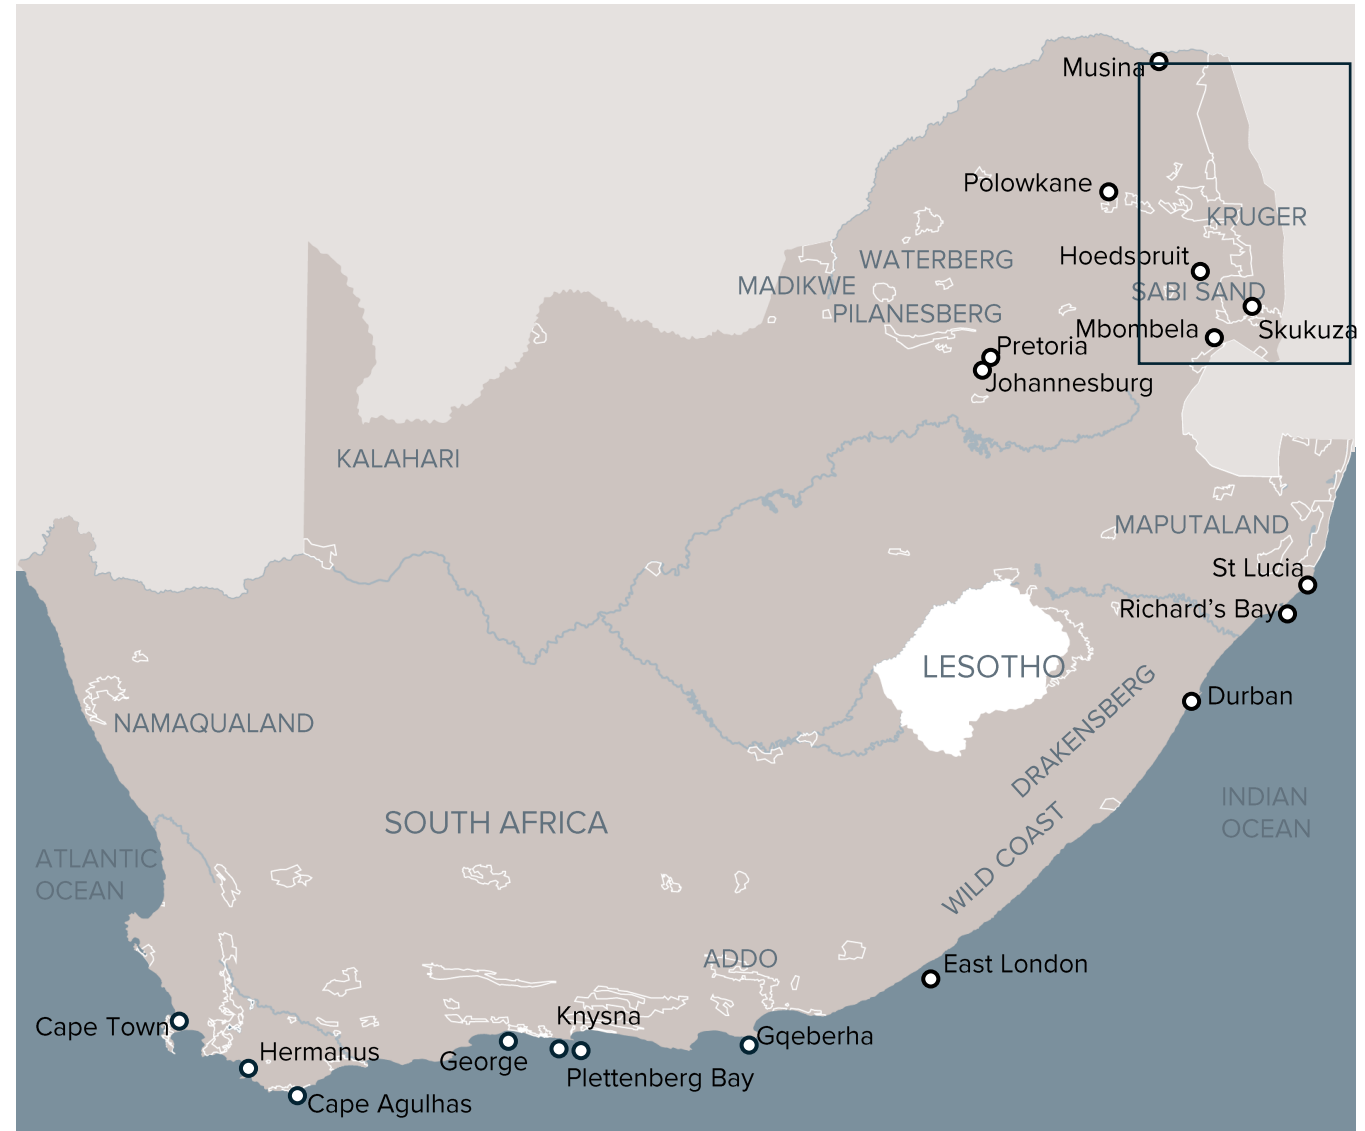 Musina
Polowkane
KRUGER
Hoedspruit
WATERBERG
MADIKWE
SABI SAND
PILANESBERG
Mbombela
Skukuza
Pretoria
Johannesburg
KALAHARI
MAPUTALAND
St Lucia
Richard's Bay
LESOTHO
Durban
NAMAQUALAND
DRAKENSBERG
SOUTH AFRICA
INDIAN
OCEAN
WILD COAST
ATLANTIC
OCEAN
ADDO
East London
Knysna
Cape Town
Gqeberha
Hermanus
George
Plettenberg Bay
Cape Agulhas